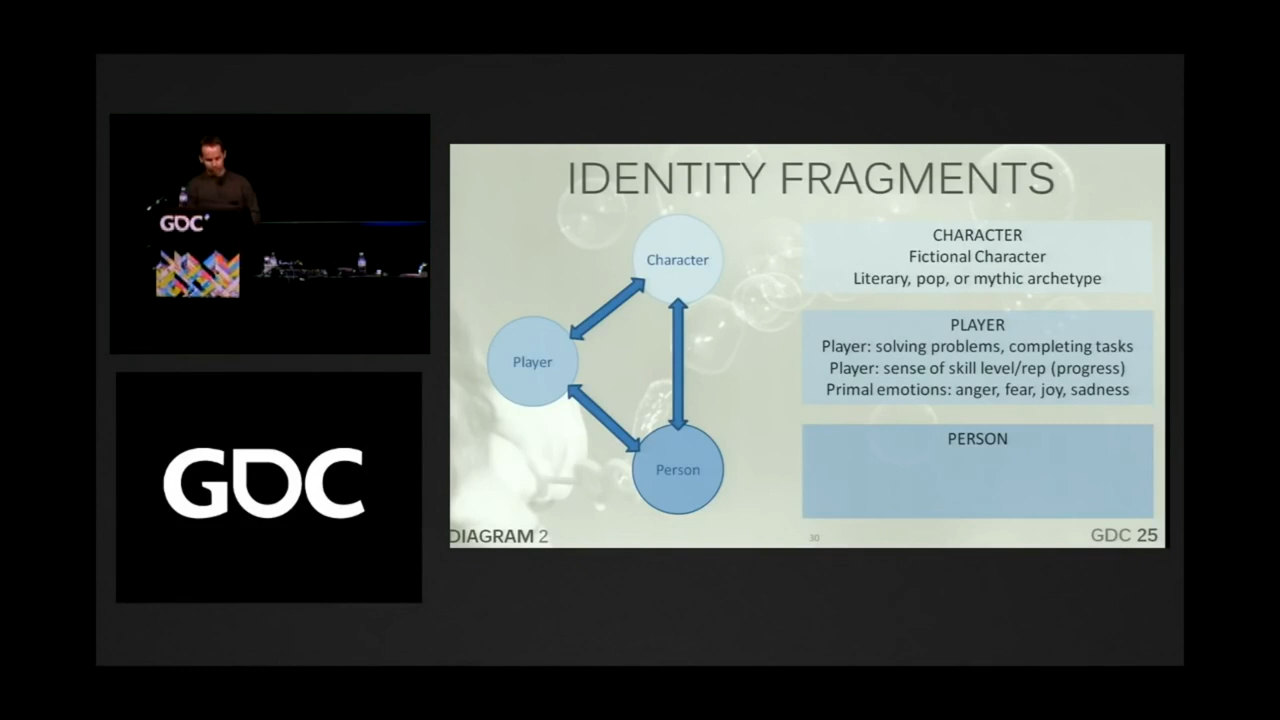 GDC
GDC
IDENTITY FRAGMENTS
Character
Player
Person
CHARACTER
Fictional Character
Literary, pop, or mythic archetype
PLAYER
Player: solving problems, completing tasks
Player: sense of skill level/rep (progress)
Primal emotions: anger, fear, joy, sadness
PERSON
DIAGRAM 2
30
GDC 25